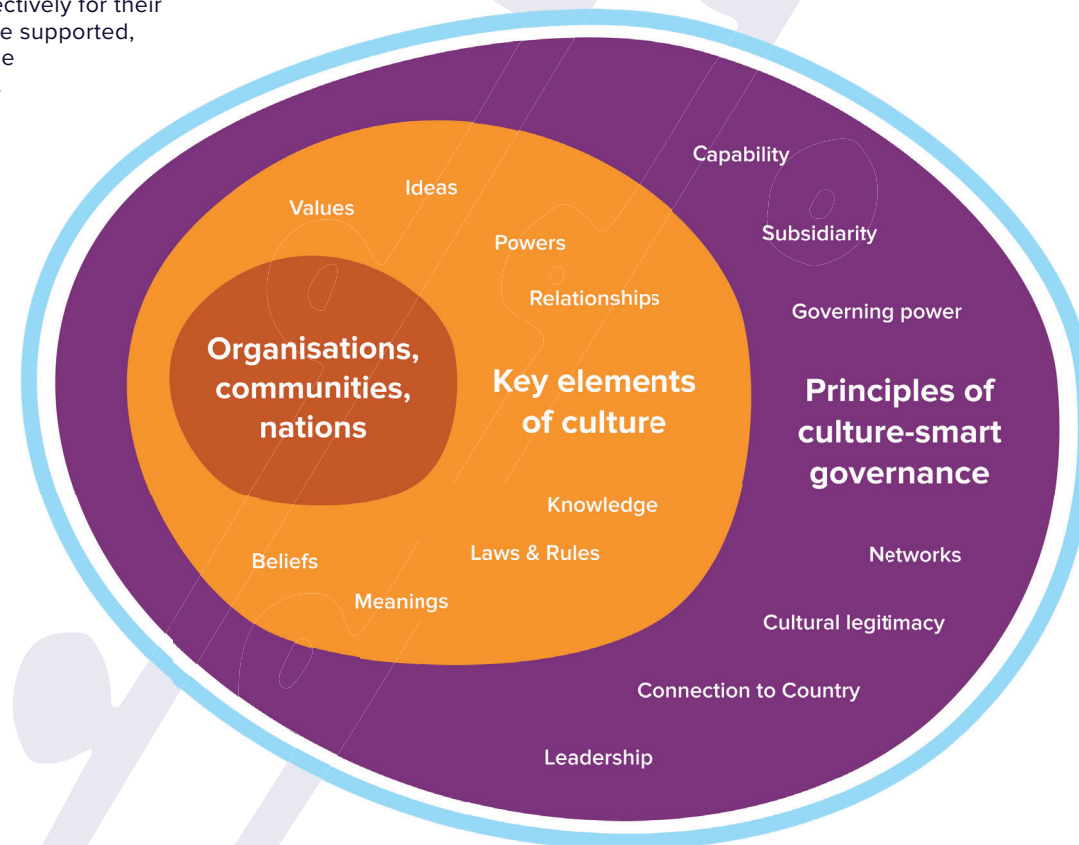 ectively for their
e supported,
e
Capability
Ideas
Values
Subsidiarity
Powers
Relationships
Governing power
Organisations,
communities,
nations
Key elements
of culture
Principles of
culture-smart
governance
Knowledge
Laws & Rules
Networks
Beliefs
Meanings
Cultural legitimacy
Connection to Country
Leadership